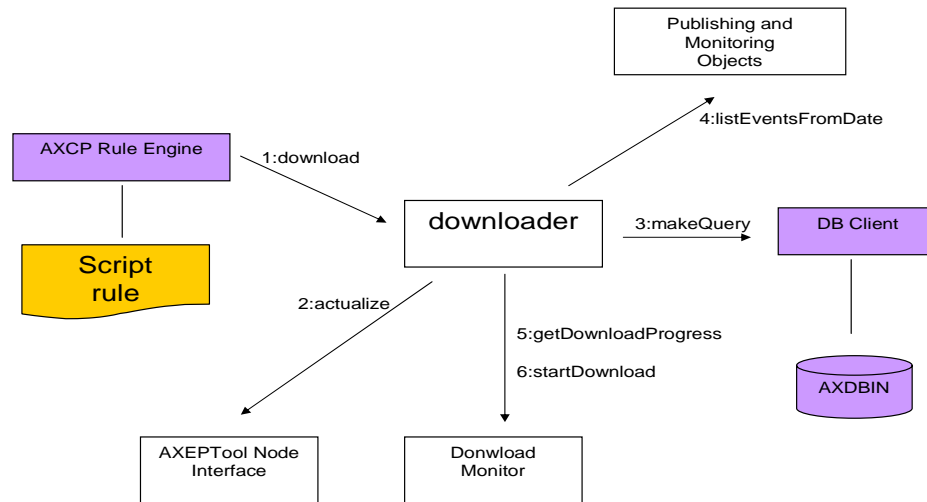 Publishing and
Monitoring
Objects
4:listEventsFromDate
AXCP Rule Engine
1:download
downloader
3:makeQuery
DB Client
Script
rule
2:actualize
5:getDownloadProgress
6:startDownload
AXDBIN
AXEPTool Node
Interface
Donwload
Monitor